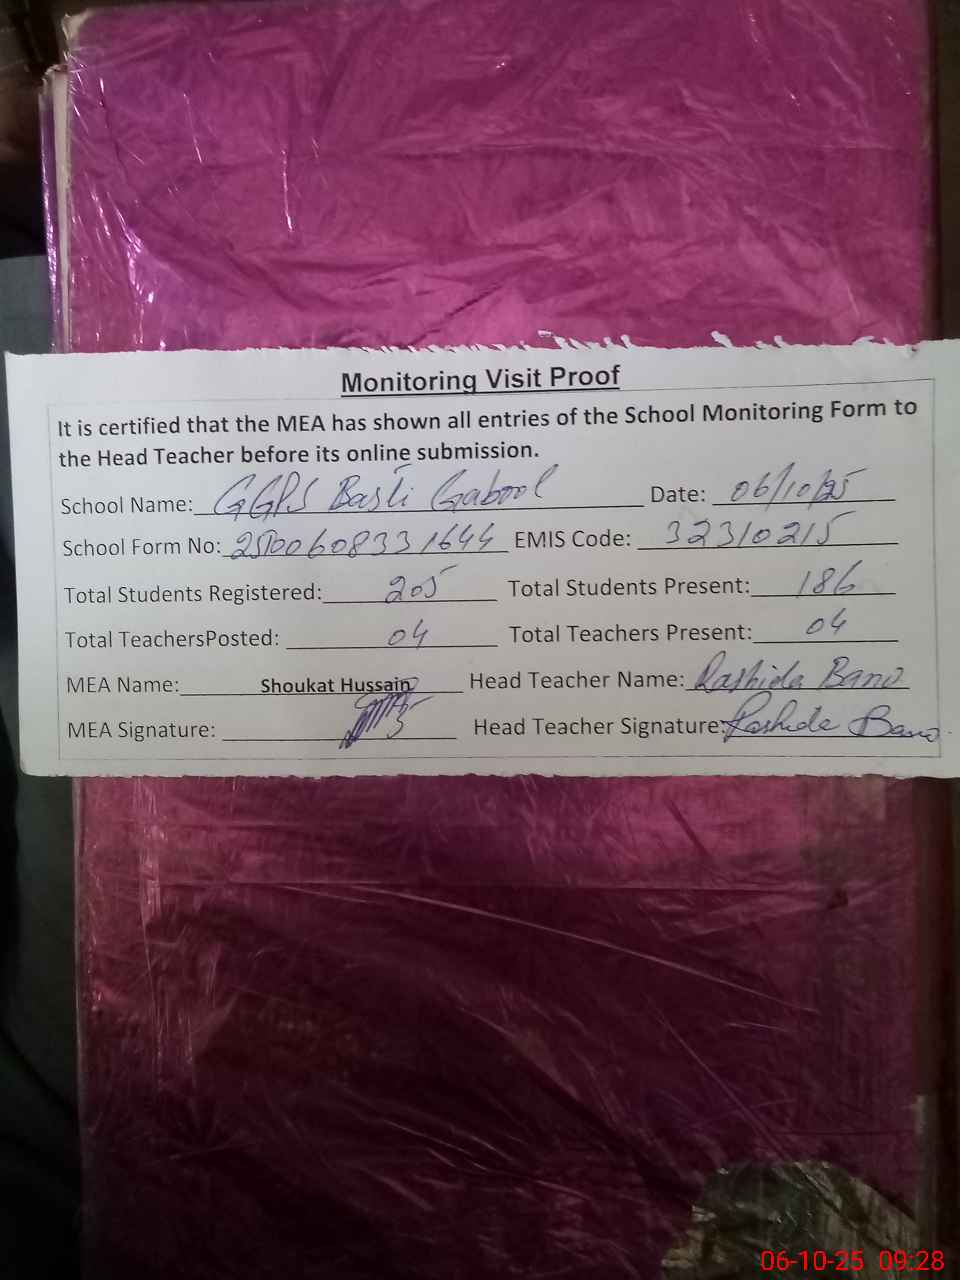 Monitoring Visit Proof
It is certified that the MEA has shown all entries of the School Monitoring Form to
the Head Teacher before its online submission.
School Name: GGPS Basti Gabool Date: 06/10/25
School Form No: 2510060833 1644 EMIS Code: 32310215
Total Students Registered: 205 Total Students Present: 186
Total TeachersPosted: 04 Total Teachers Present: 04
MEA Name: Shoukat Hussain Head Teacher Name: Rashida Bano
MEA Signature: Head Teacher Signature: Rashida Bano
06-10-25 09:28